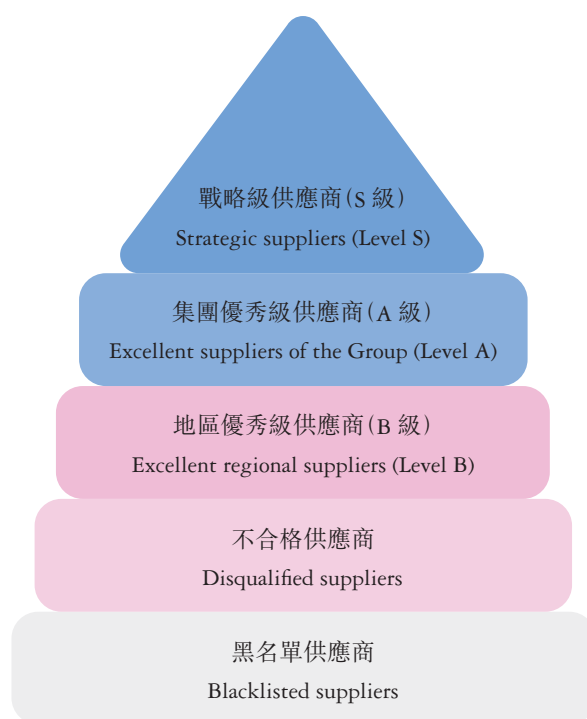 戰略級供應商(S 級)
Strategic suppliers (Level S)
集團優秀級供應商(A 級)
Excellent suppliers of the Group (Level A)
地區優秀級供應商(B 級)
Excellent regional suppliers (Level B)
不合格供應商
Disqualified suppliers
黑名單供應商
Blacklisted suppliers